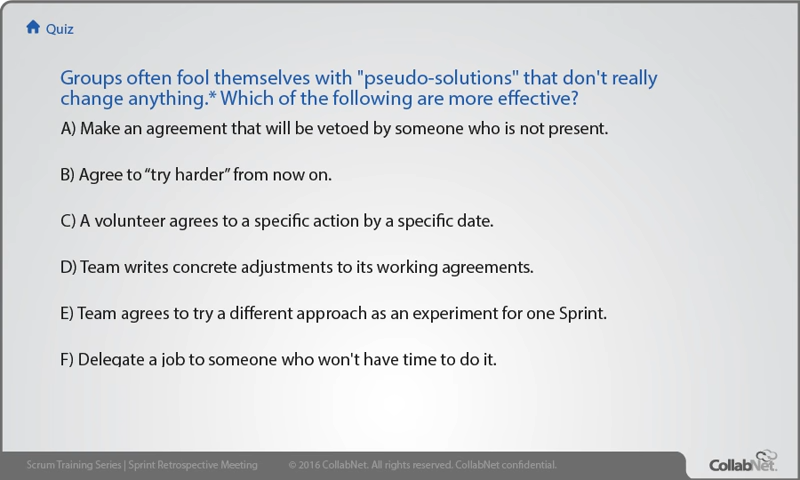 Quiz
Groups often fool themselves with "pseudo-solutions" that don't really
change anything.* Which of the following are more effective?
A) Make an agreement that will be vetoed by someone who is not present.
B) Agree to “try harder” from now on.
C) A volunteer agrees to a specific action by a specific date.
D) Team writes concrete adjustments to its working agreements.
E) Team agrees to try a different approach as an experiment for one Sprint.
F) Delegate a job to someone who won't have time to do it.
Scrum Training Series | Sprint Retrospective Meeting © 2016 CollabNet. All rights reserved. CollabNet confidential.
CollabNet.